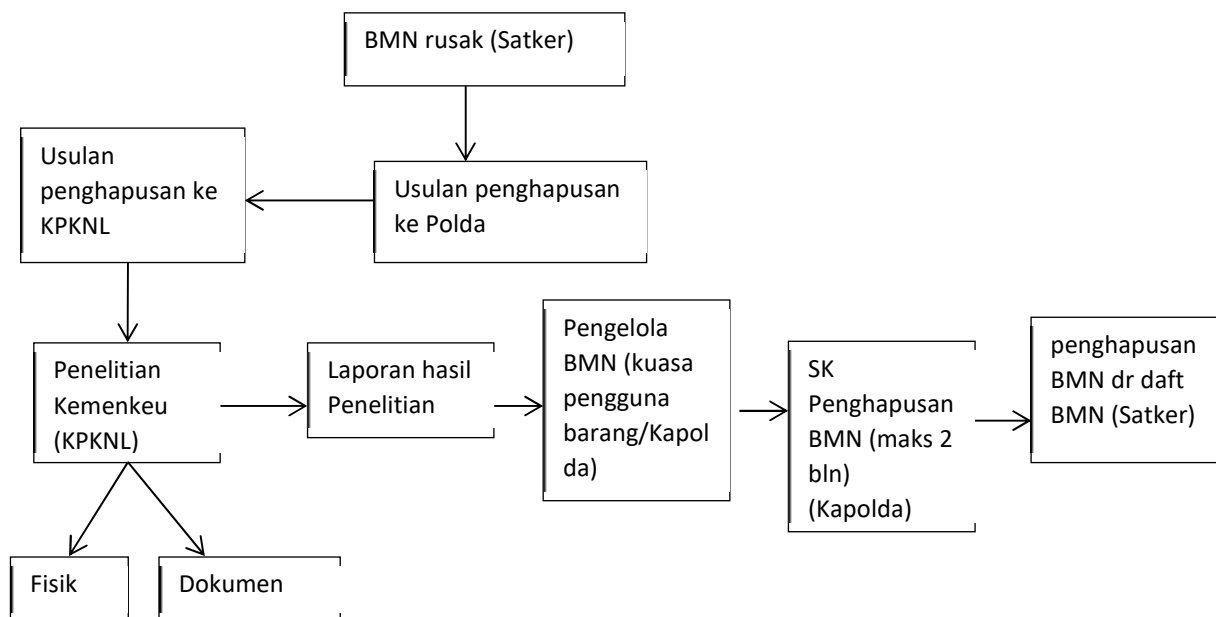 BMN rusak (Satker)
Usulan penghapusan
ke Polda
Usulan
penghapusan ke
KPKNL
Penelitian
Kemenkeu
(KPKNL)
Fisik
Dokumen
Laporan hasil
Penelitian
Pengelola
BMN (kuasa
pengguna
barang/Kapol
da)
SK
Penghapusan
BMN (maks 2
bln)
(Kapolda)
penghapusan
BMN dr daft
BMN (Satker)